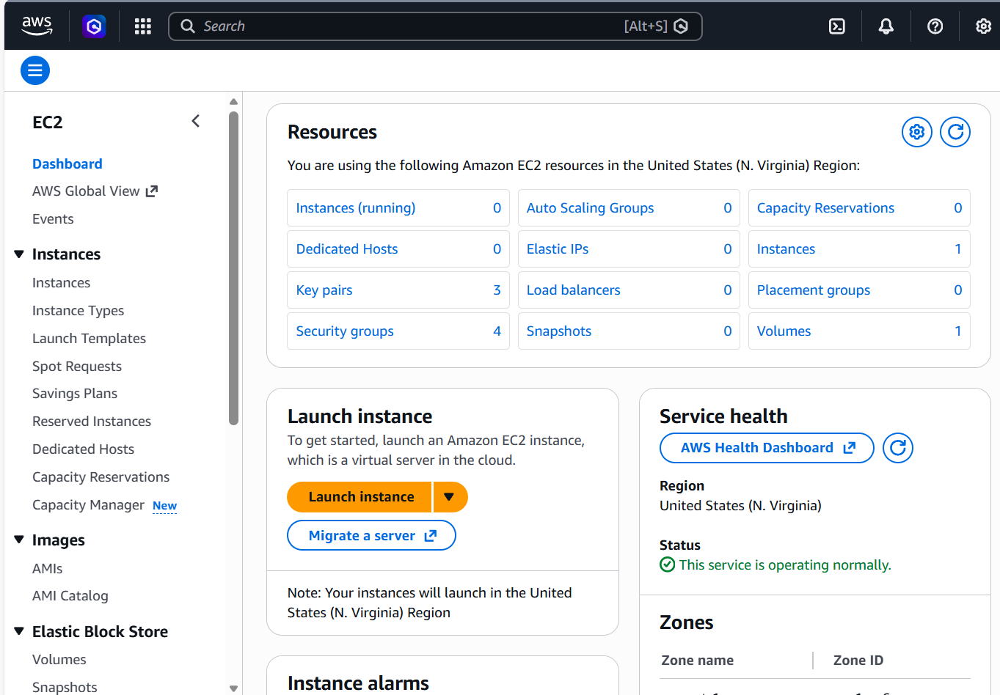 aws
Search
[Alt+S]
EC2
Dashboard
AWS Global View
Events
Instances
Instances
Instance Types
Launch Templates
Spot Requests
Savings Plans
Reserved Instances
Dedicated Hosts
Capacity Reservations
Capacity Manager New
Images
AMIs
AMI Catalog
Elastic Block Store
Volumes
Snapshots
Resources
You are using the following Amazon EC2 resources in the United States (N. Virginia) Region:
Instances (running) 0
Auto Scaling Groups 0
Capacity Reservations 0
Dedicated Hosts 0
Elastic IPs 0
Instances 1
Key pairs 3
Load balancers 0
Placement groups 0
Security groups 4
Snapshots 0
Volumes 1
Launch instance
To get started, launch an Amazon EC2 instance,
which is a virtual server in the cloud.
Launch instance
Migrate a server
Note: Your instances will launch in the United
States (N. Virginia) Region
Instance alarms
Service health
AWS Health Dashboard
Region
United States (N. Virginia)
Status
This service is operating normally.
Zones
Zone name
Zone ID